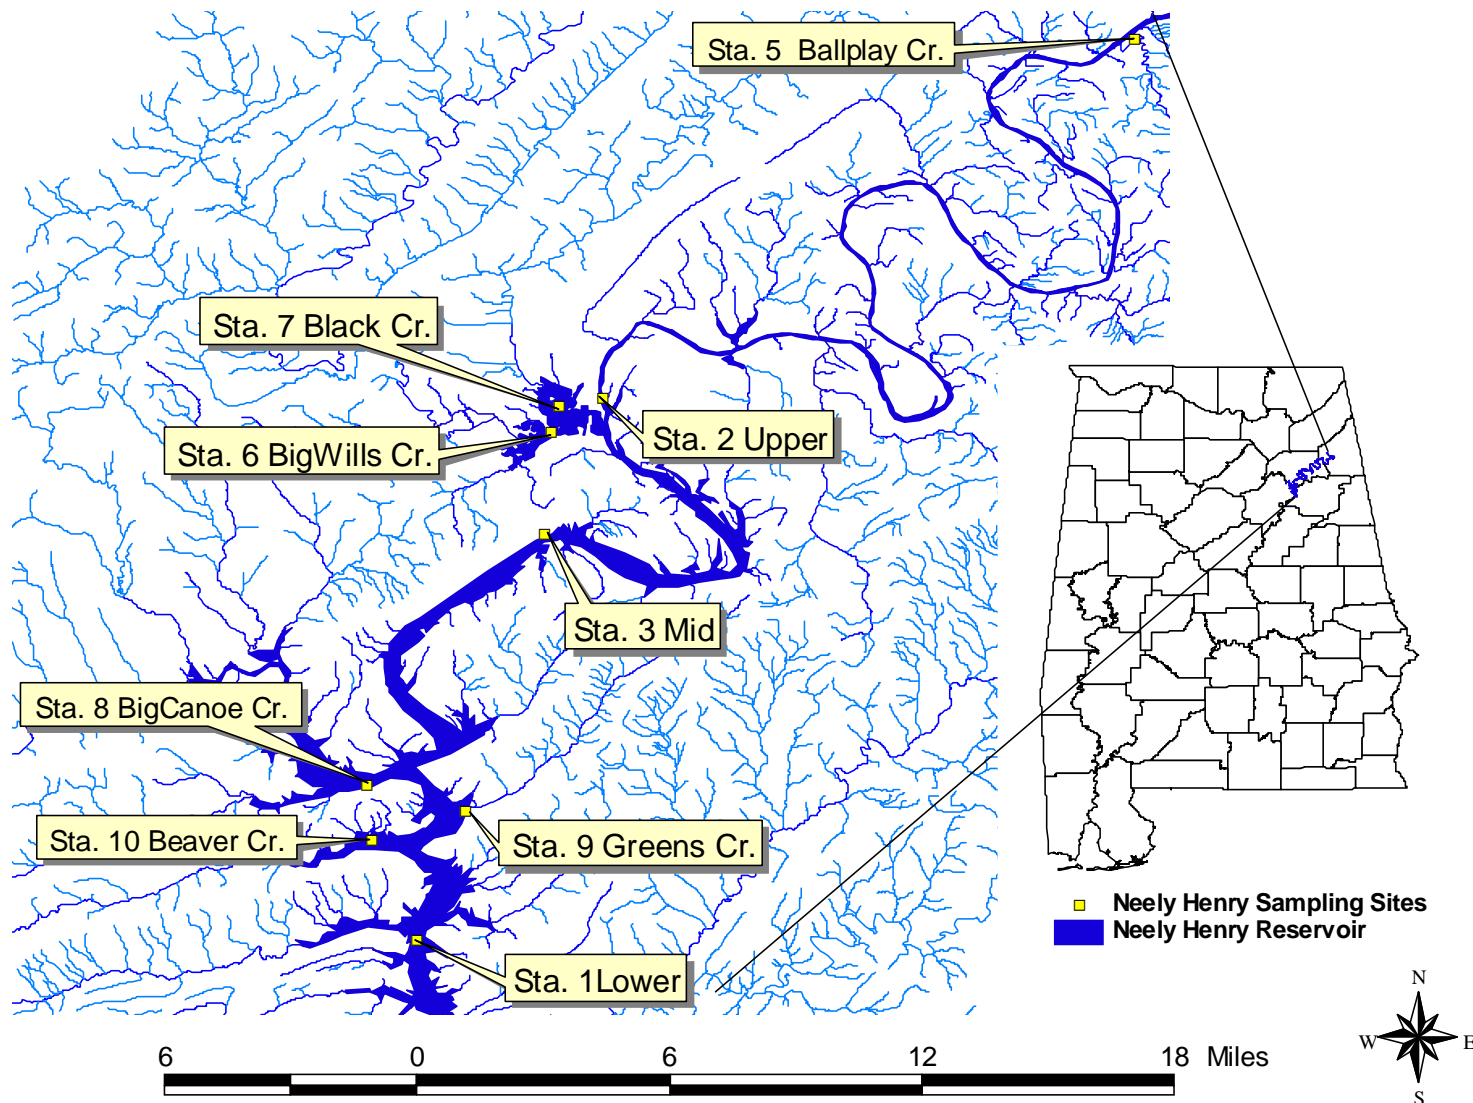 Sta. 5  Ballplay Cr.
Sta. 7 Black Cr.
Sta. 2 Upper
Sta. 6 BigWills Cr.
Sta. 3 Mid
Sta. 8 BigCanoe Cr.
Sta. 10 Beaver Cr.
Sta. 9 Greens Cr.
Sta. 1Lower
Neely Henry Sampling Sites
Neely Henry Reservoir
N
W E
S
6 0 6 12 18 Miles